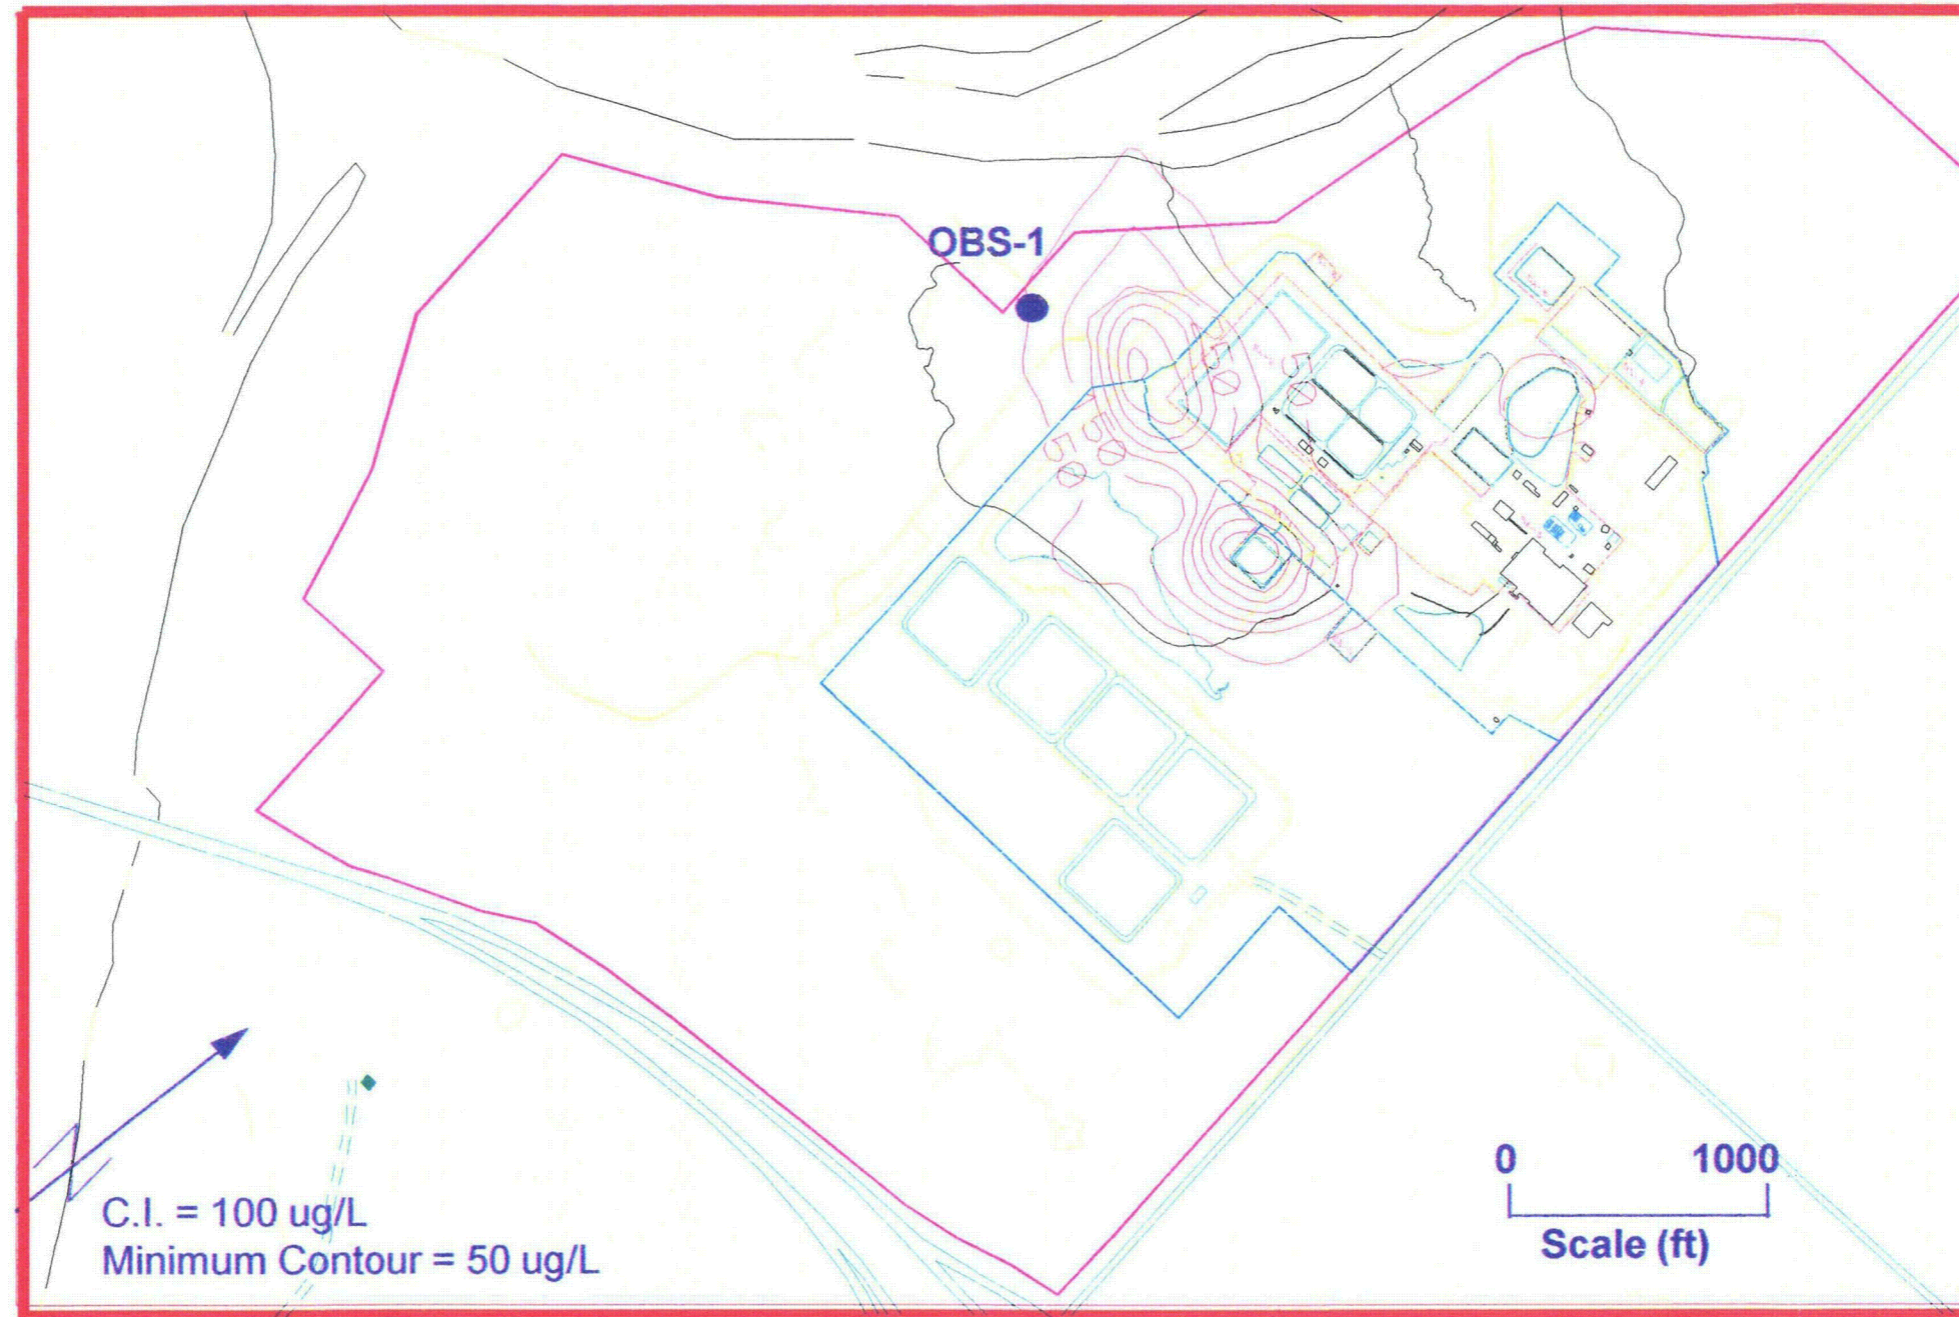 OBS-1
0 1000
Scale (ft)
C.I. = 100 ug/L
Minimum Contour = 50 ug/L